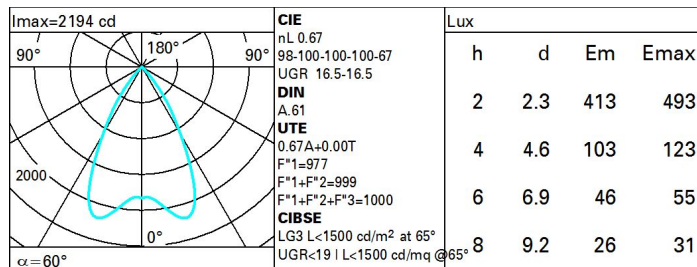 Imax=2194 cd
90°
180°
90°
2000
0°
α=60°
CIE
nL 0.67
98-100-100-100-67
UGR 16.5-16.5
DIN
A.61
UTE
0.67A+0.00T
F"1=977
F"1+F"2=999
F"1+F"2+F"3=1000
CIBSE
LG3 L<1500 cd/m² at 65°
UGR<19 | L<1500 cd/mq @65°
Lux
h d Em Emax
2 2.3 413 493
4 4.6 103 123
6 6.9 46 55
8 9.2 26 31